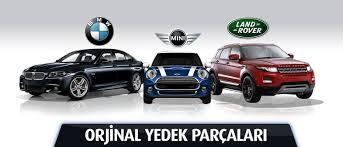 BMW
MINI
LAND-
ROVER
ORJİNAL YEDEK PARÇALARI